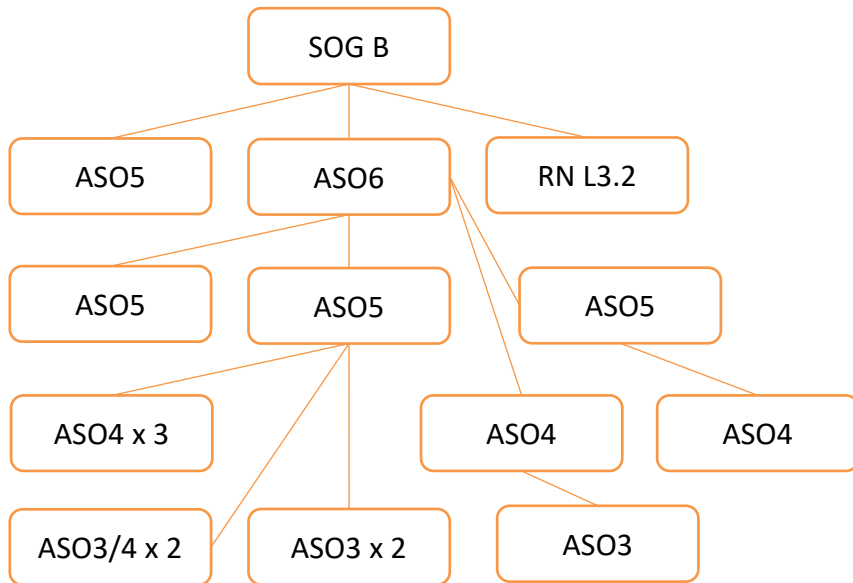 SOG B
ASO5
ASO6
RN L3.2
ASO5
ASO5
ASO5
ASO4 x 3
ASO4
ASO4
ASO3/4 x 2
ASO3 x 2
ASO3